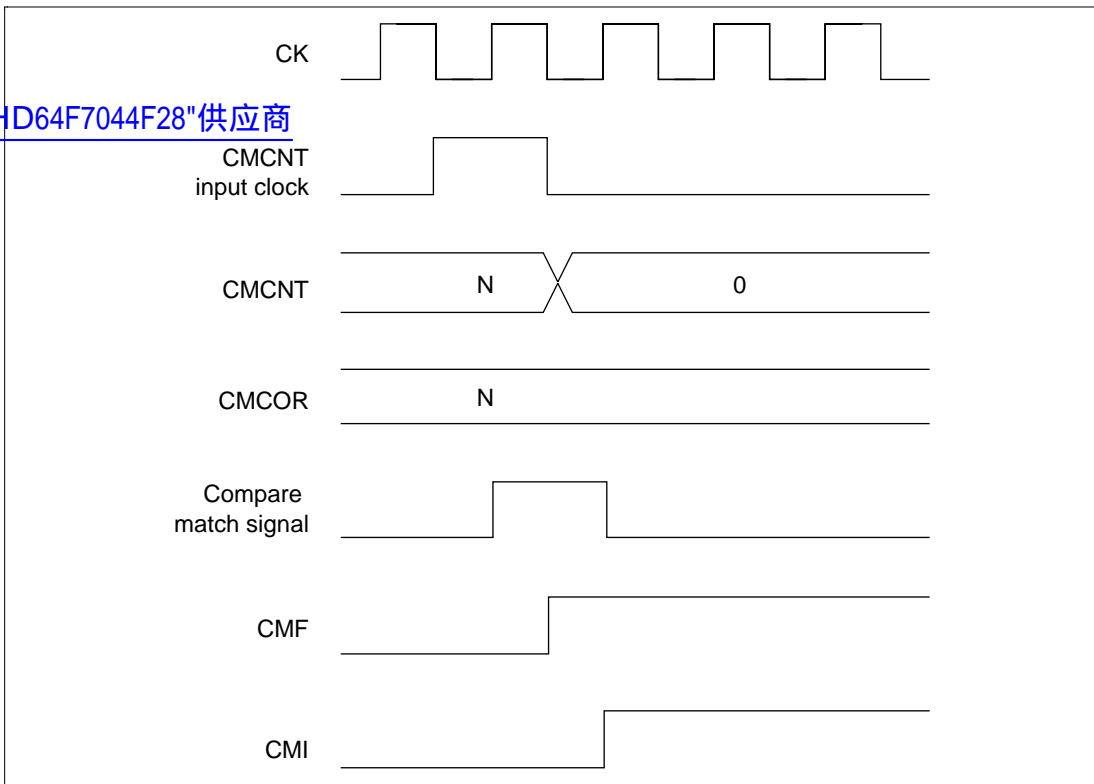 CK
HD64F7044F28"供应商
CMCNT
input clock
CMCNT
N
0
CMCOR
N
Compare
match signal
CMF
CMI